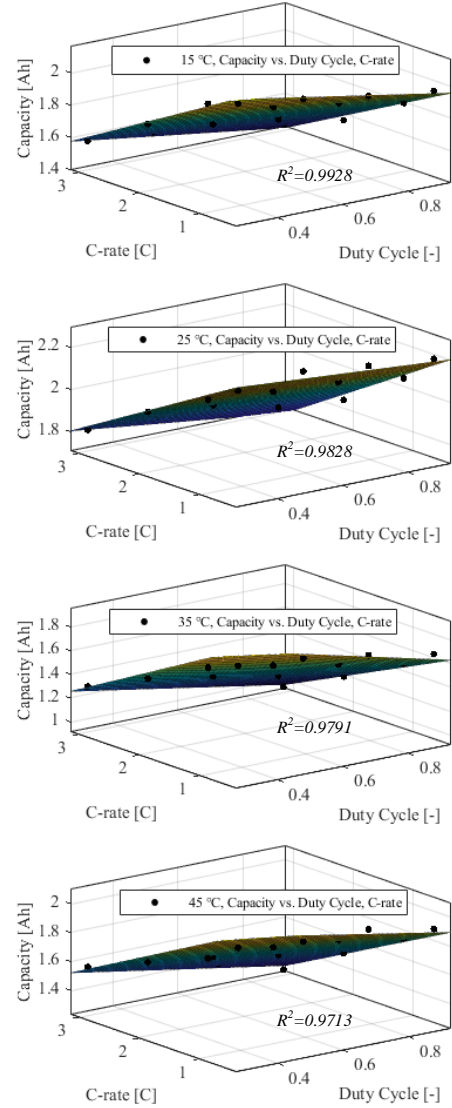 2
15 ℃, Capacity vs. Duty Cycle, C-rate
1.8
1.6
1.4
Capacity [Ah]
R²=0.9928
3
2
1
0.4
0.6
0.8
C-rate [C]
Duty Cycle [-]
2.2
25 ℃, Capacity vs. Duty Cycle, C-rate
2
1.8
Capacity [Ah]
R²=0.9828
3
2
1
0.4
0.6
0.8
C-rate [C]
Duty Cycle [-]
1.8
35 ℃, Capacity vs. Duty Cycle, C-rate
1.6
1.4
1.2
1
Capacity [Ah]
R²=0.9791
3
2
1
0.4
0.6
0.8
C-rate [C]
Duty Cycle [-]
2
45 ℃, Capacity vs. Duty Cycle, C-rate
1.8
1.6
1.4
Capacity [Ah]
R²=0.9713
3
2
1
0.4
0.6
0.8
C-rate [C]
Duty Cycle [-]